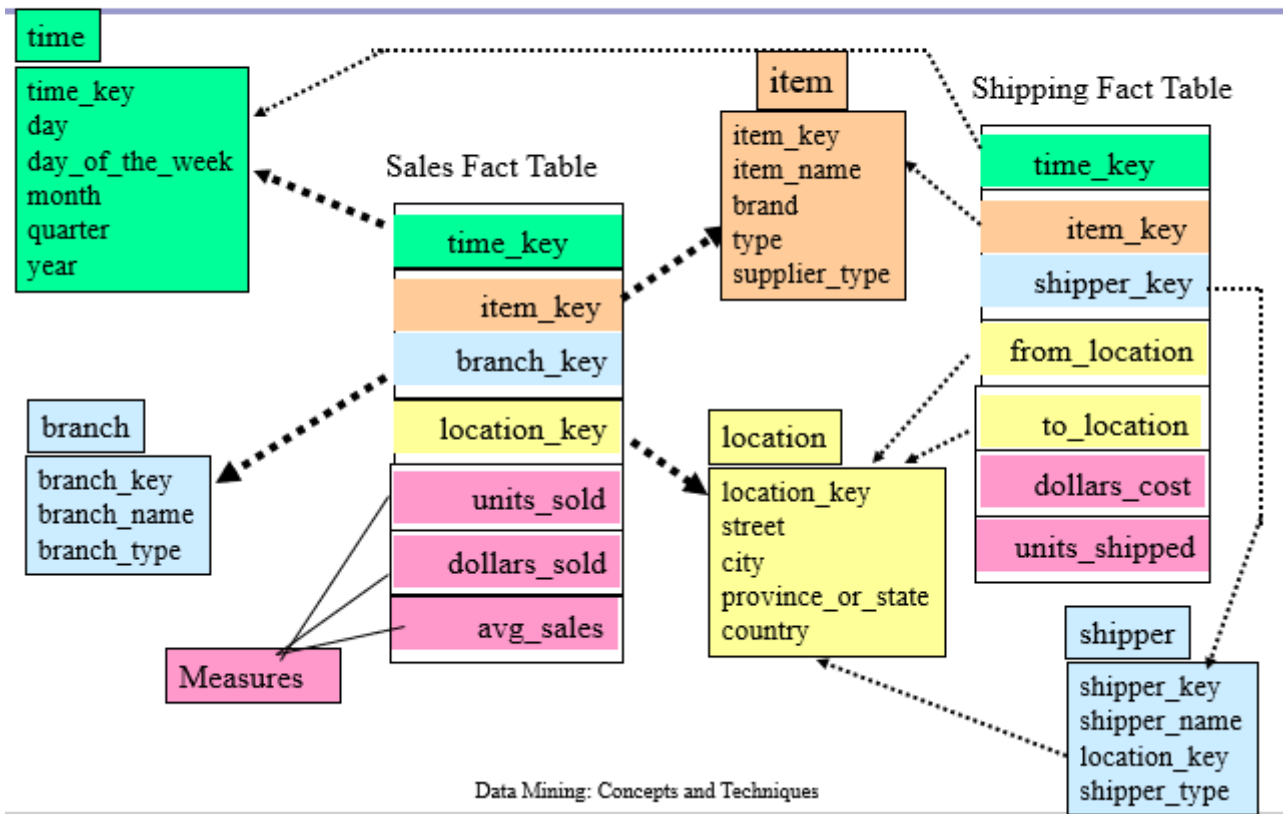 time
time_key
day
day_of_the_week
month
quarter
year
Sales Fact Table
time_key
item_key
branch_key
location_key
units_sold
dollars_sold
avg_sales
Measures
branch
branch_key
branch_name
branch_type
item
item_key
item_name
brand
type
supplier_type
location
location_key
street
city
province_or_state
country
Shipping Fact Table
time_key
item_key
shipper_key
from_location
to_location
dollars_cost
units_shipped
shipper
shipper_key
shipper_name
location_key
shipper_type
Data Mining: Concepts and Techniques